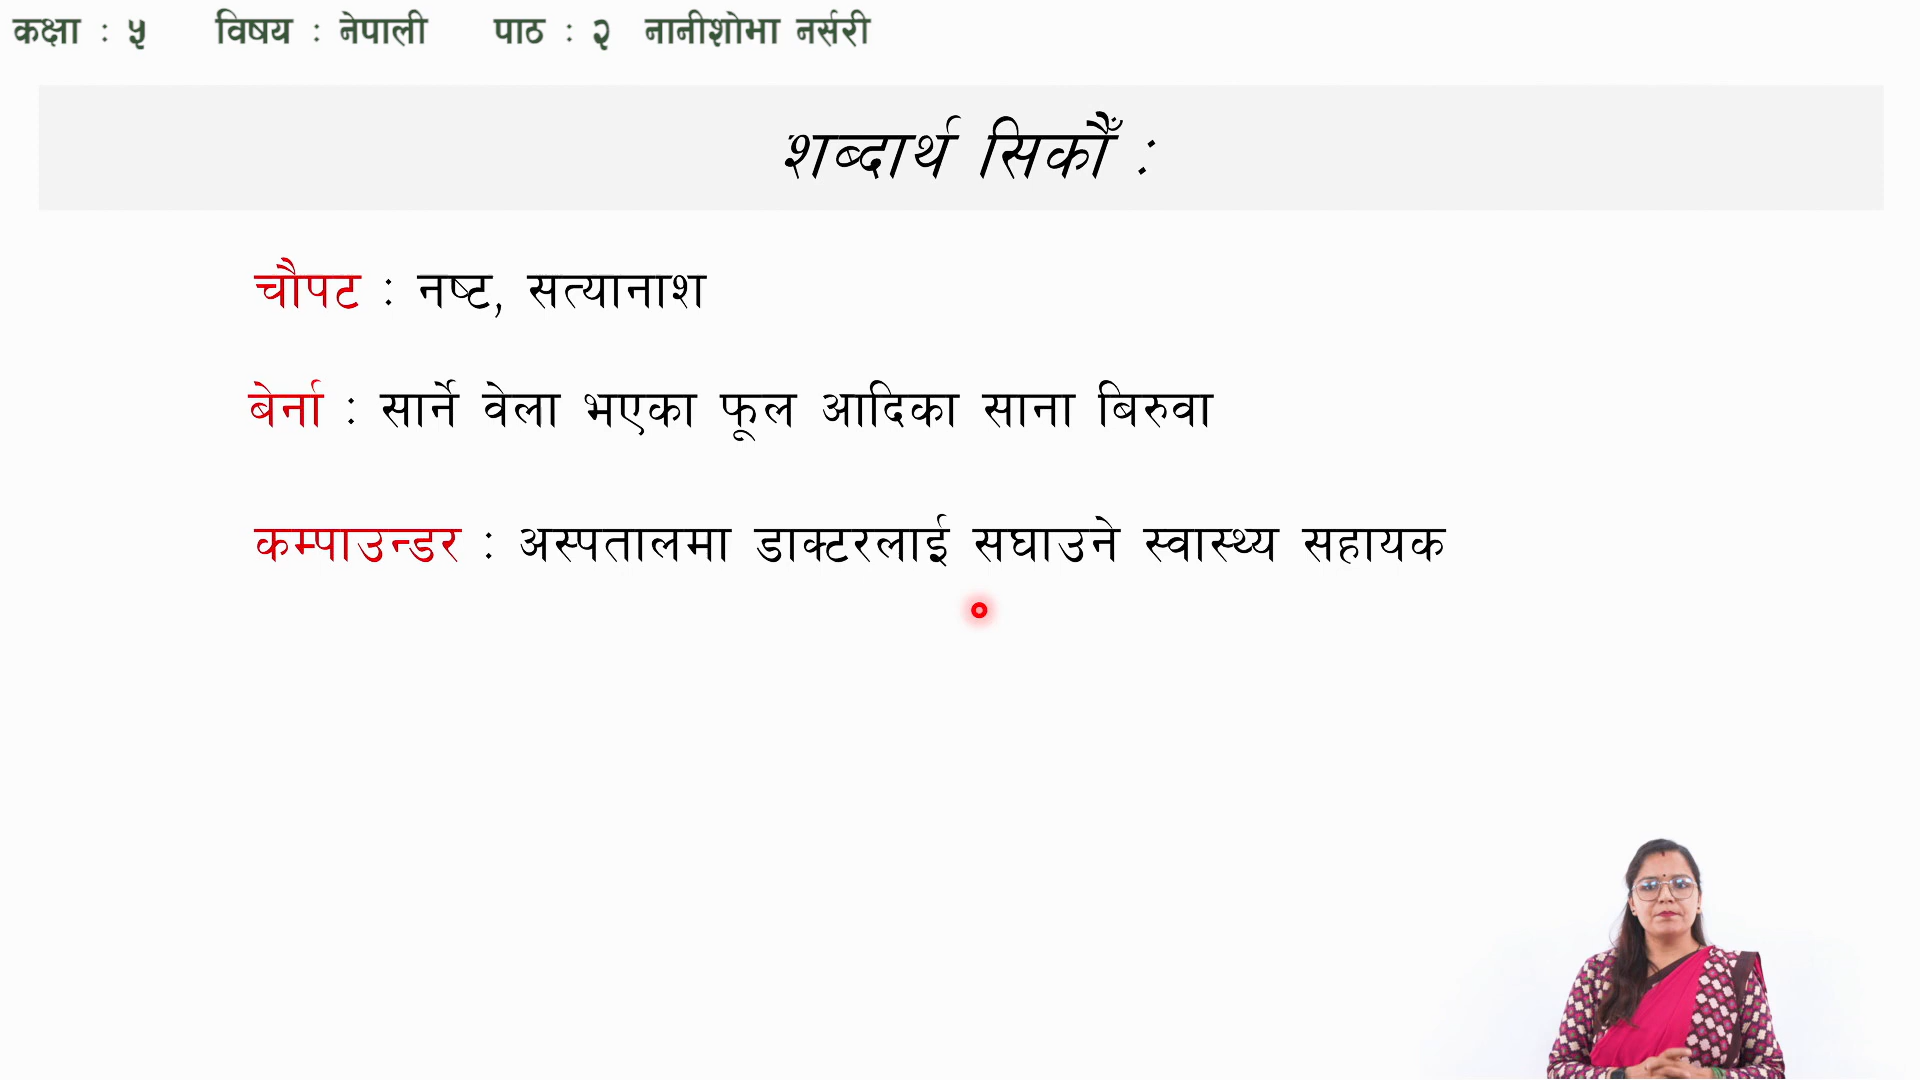 कक्षा : ५ विषय : नेपाली पाठ : २ नानीशोभा नर्सरी
शब्दार्थ सिकौँ :
चौपट : नष्ट, सत्यानाश
बेर्ना : सार्ने वेला भएका फूल आदिका साना बिरुवा
कम्पाउन्डर : अस्पतालमा डाक्टरलाई सघाउने स्वास्थ्य सहायक